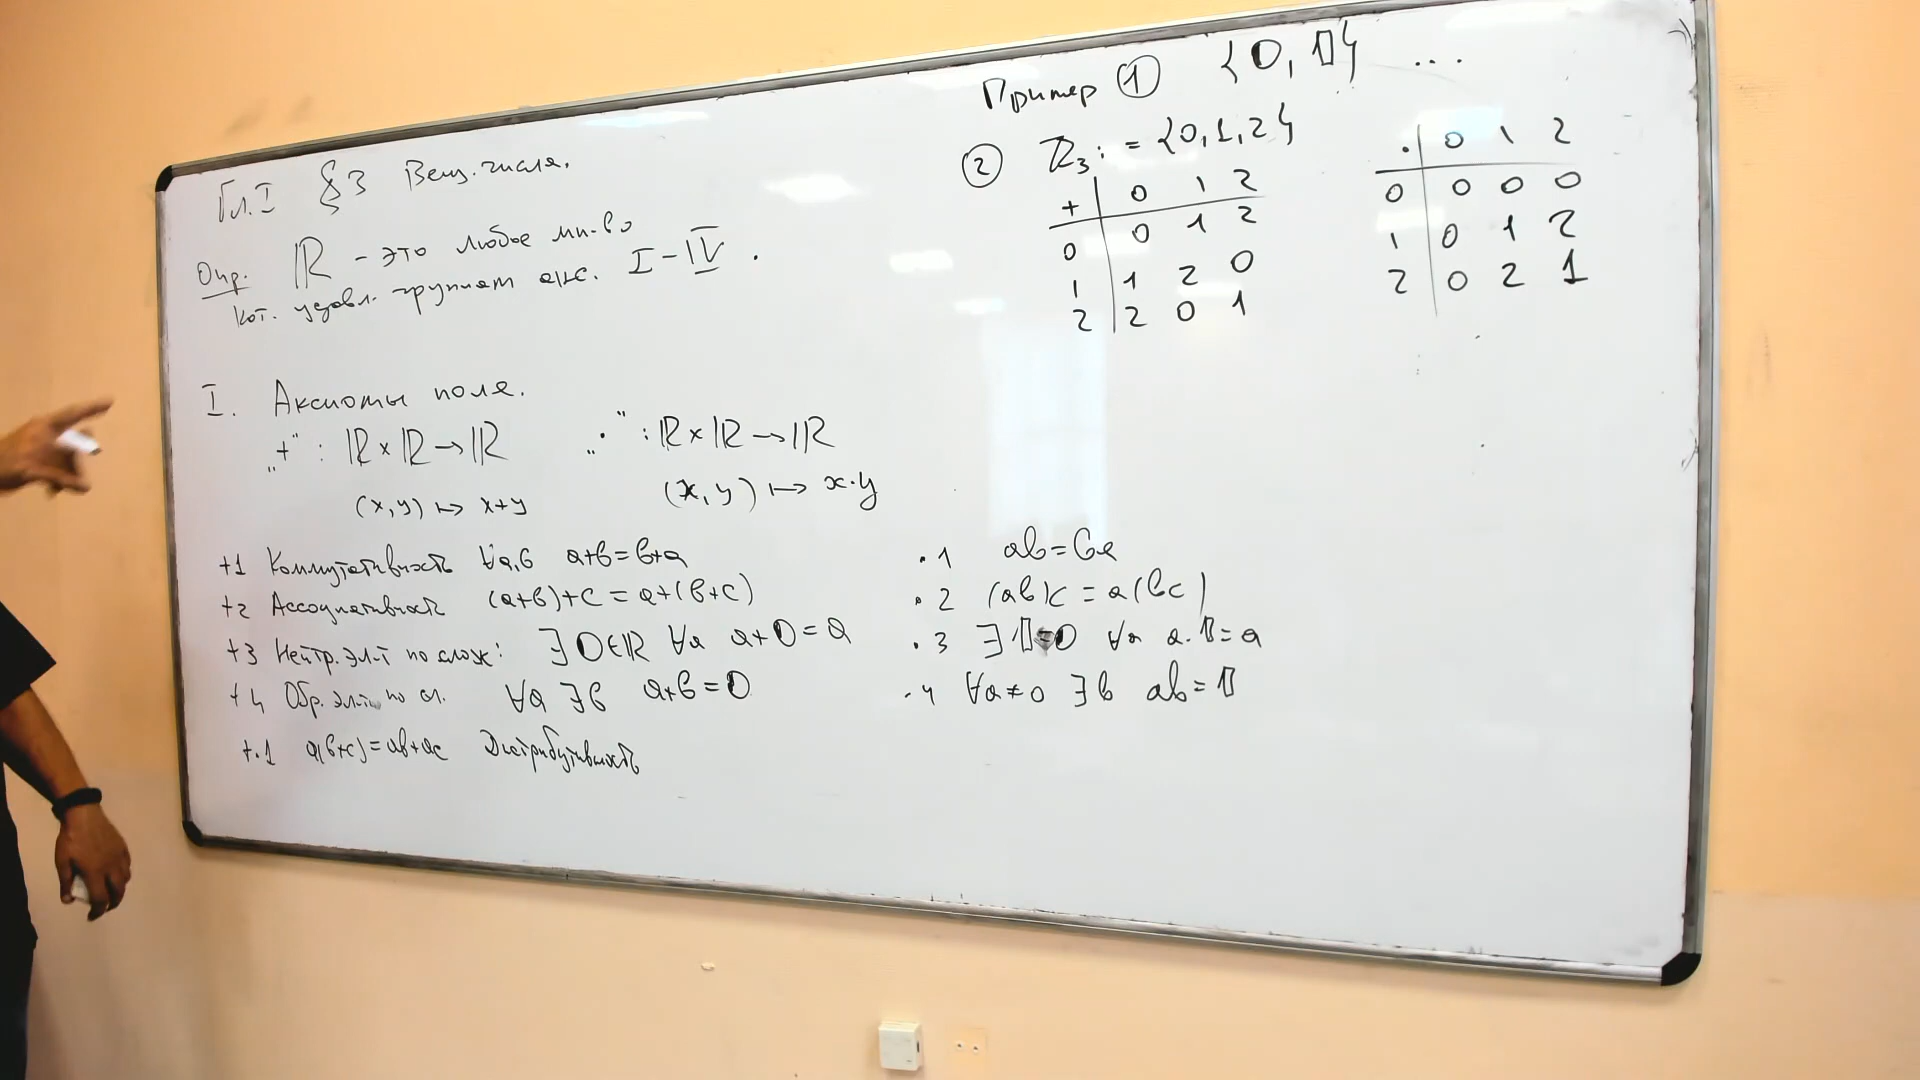 Гл. I §3 Вещ. числа.
Опр. ℝ - это любое мн-во
кот. удовл. группам акс. I - IV.
I. Аксиомы поля.
„+“ : ℝ × ℝ → ℝ „·“ : ℝ × ℝ → ℝ
(x, y) ↦ x+y (x, y) ↦ x·y
+1 Коммутативность ∀a,b a+b=b+a
+2 Ассоциативность (a+b)+c = a+(b+c)
+3 Нейтр. эл-т по слож: ∃ 0∈ℝ ∀a a+0=a
+4 Обр. эл-т по сл. ∀a ∃b a+b=0
+·1 a(b+c)=ab+ac Дистрибутивность
·1 ab=ba
·2 (ab)c = a(bc)
·3 ∃ 𝟙≠0 ∀a a·𝟙=a
·4 ∀a≠0 ∃b ab=𝟙
Пример ① {0, 𝟙} ...
② ℤ₃ := {0,1,2}
+ 0 1 2
0 0 1 2
1 1 2 0
2 2 0 1
· 0 1 2
0 0 0 0
1 0 1 2
2 0 2 1